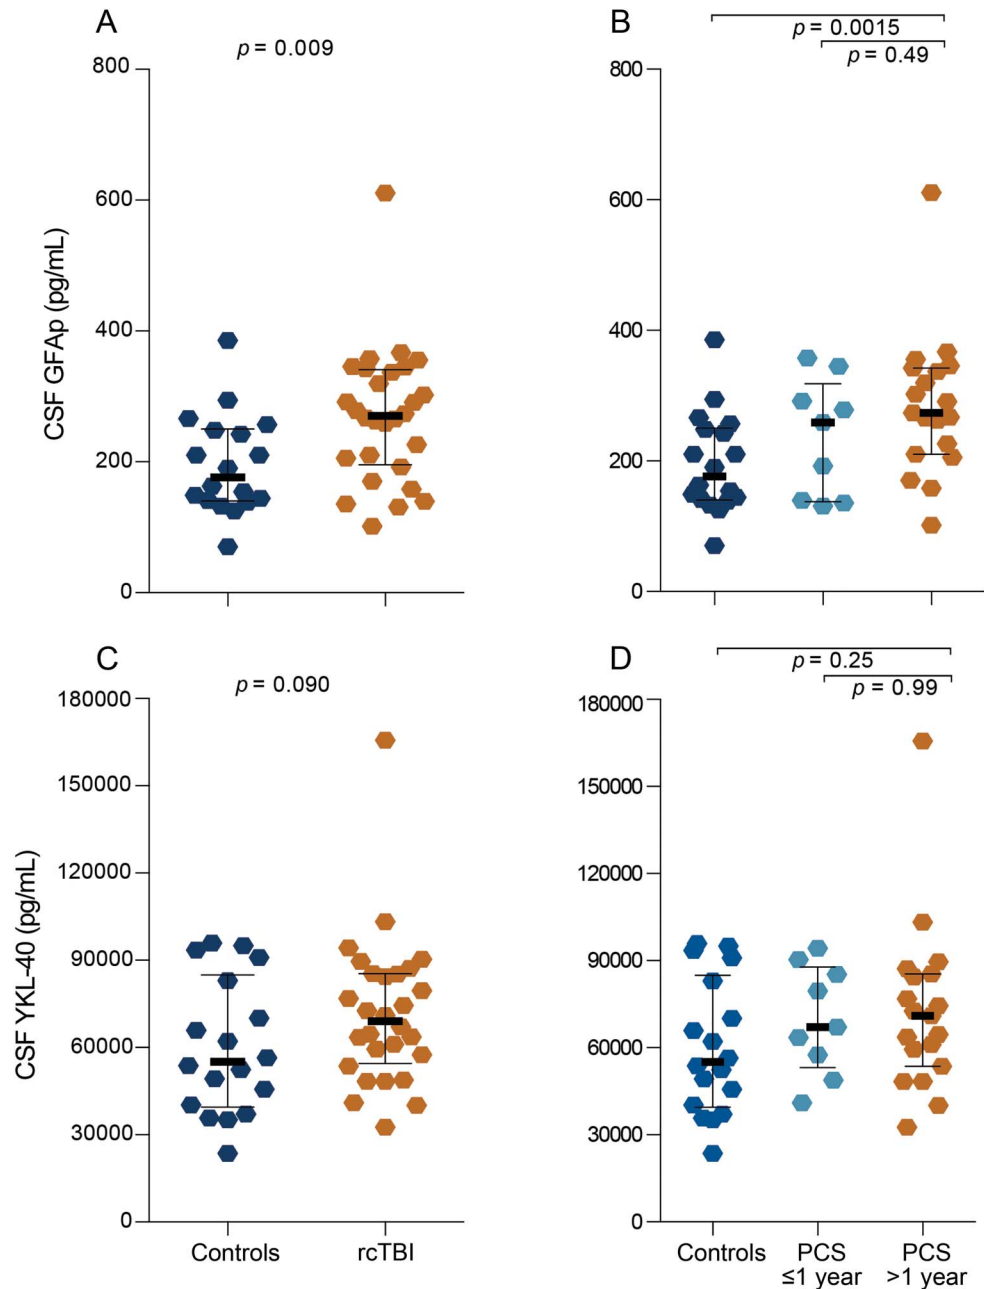 A
p = 0.009
800
600
400
200
0
CSF GFAp (pg/mL)
B
p = 0.0015
p = 0.49
800
600
400
200
0
C
p = 0.090
180000
150000
120000
90000
60000
30000
0
CSF YKL-40 (pg/mL)
Controls
rcTBI
D
p = 0.25
p = 0.99
180000
150000
120000
90000
60000
30000
0
Controls
PCS
≤1 year
PCS
>1 year